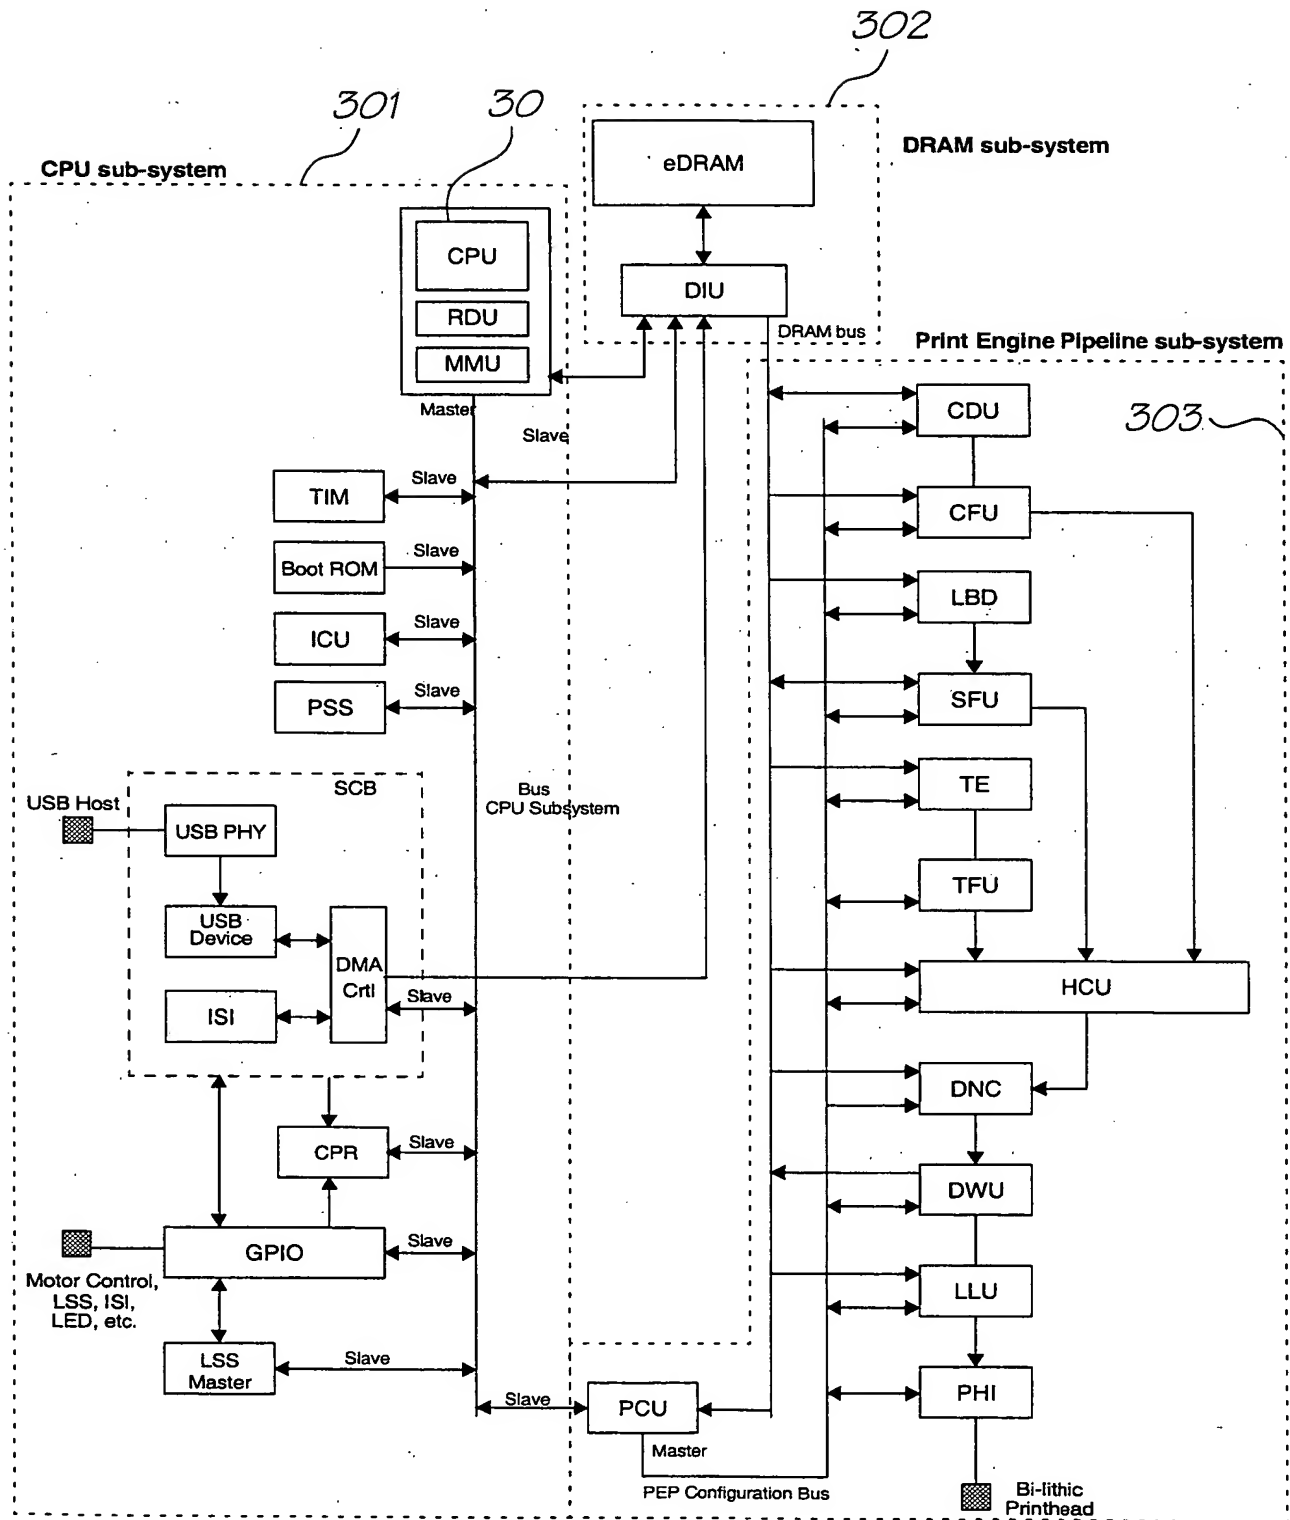 302
301
30
CPU sub-system
DRAM sub-system
eDRAM
CPU
DIU
RDU
DRAM bus
MMU
Print Engine Pipeline sub-system
Master
Slave
303
CDU
TIM
Slave
CFU
Boot ROM
Slave
LBD
ICU
Slave
PSS
Slave
SFU
SCB
Bus
CPU Subsystem
TE
USB Host
USB PHY
TFU
USB
Device
DMA
Crtl
Slave
ISI
HCU
DNC
CPR
Slave
DWU
GPIO
Slave
Motor Control,
LSS, ISI,
LED, etc.
LLU
LSS
Master
Slave
PHI
Slave
PCU
Master
PEP Configuration Bus
Bi-lithic
Printhead